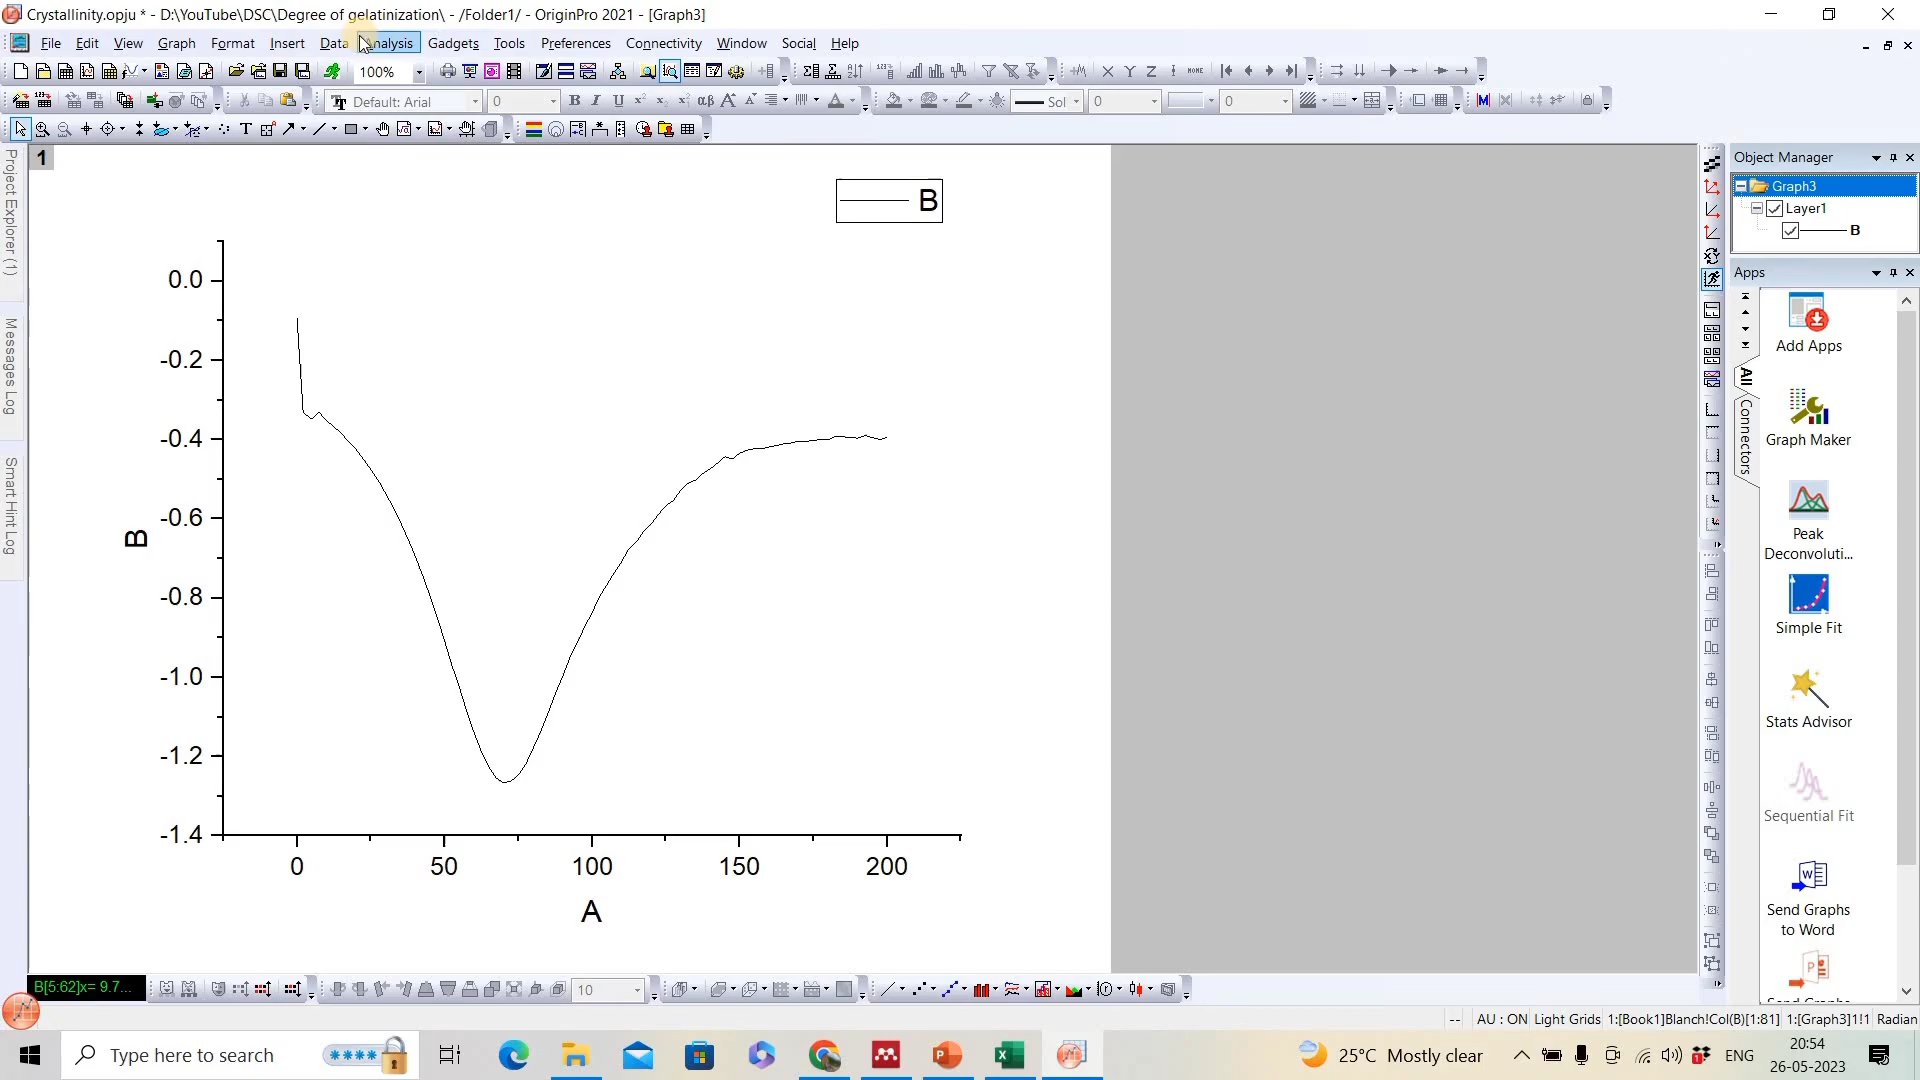 Crystallinity.opju * - D:\YouTube\DSC\Degree of gelatinization\ - /Folder1/ - OriginPro 2021 - [Graph3]
File Edit View Graph Format Insert Data Analysis Gadgets Tools Preferences Connectivity Window Social Help
100%
Default: Arial 0 B I U αβ A A A Sol 0 0
T
1
Project Explorer (1)
Messages Log
Smart Hint Log
B
0.0
-0.2
-0.4
-0.6
-0.8
-1.0
-1.2
-1.4
B
0 50 100 150 200
A
Object Manager
Graph3
Layer1
B
Apps
All
Connectors
Add Apps
Graph Maker
Peak
Deconvoluti...
Simple Fit
Stats Advisor
Sequential Fit
Send Graphs
to Word
B[5:62]x= 9.7...
10
-- AU : ON Light Grids 1:[Book1]Blanch!Col(B)[1:81] 1:[Graph3]1!1 Radian
Type here to search
25°C Mostly clear
ENG
20:54
26-05-2023